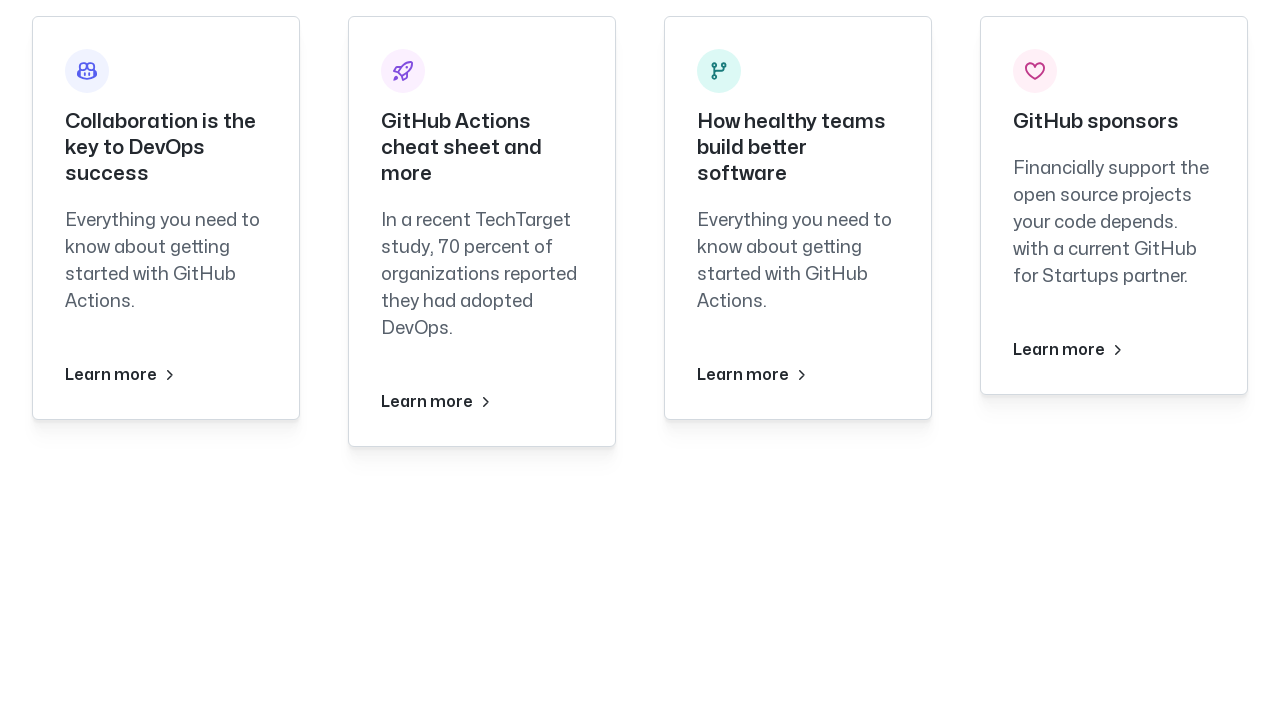 Collaboration is the
key to DevOps
success
Everything you need to
know about getting
started with GitHub
Actions.
Learn more
GitHub Actions
cheat sheet and
more
In a recent TechTarget
study, 70 percent of
organizations reported
they had adopted
DevOps.
Learn more
How healthy teams
build better
software
Everything you need to
know about getting
started with GitHub
Actions.
Learn more
GitHub sponsors
Financially support the
open source projects
your code depends.
with a current GitHub
for Startups partner.
Learn more